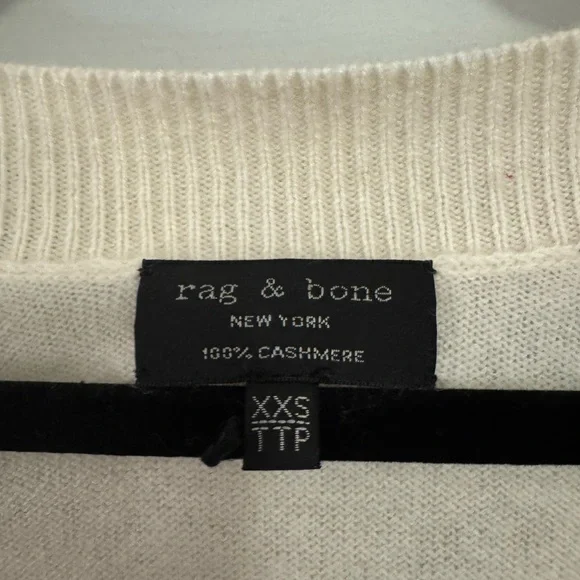 rag & bone
NEW YORK
100% CASHMERE
XXS
TTP